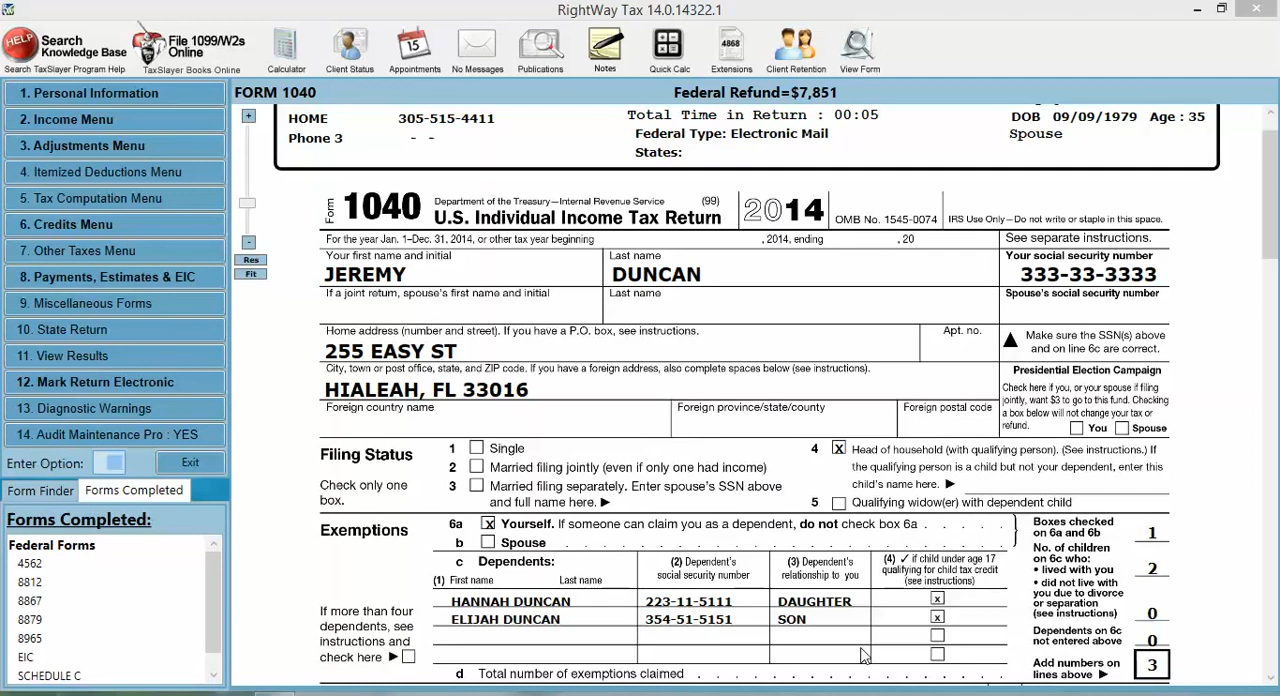 RightWay Tax 14.0.14322.1
HELP Search Knowledge Base
Search TaxSlayer Program Help
File 1099/W2s Online
TaxSlayer Books Online
Calculator
Client Status
15
Appointments
No Messages
Publications
Notes
Quick Calc
4868
Extensions
Client Retention
View Form
1. Personal Information
2. Income Menu
3. Adjustments Menu
4. Itemized Deductions Menu
5. Tax Computation Menu
6. Credits Menu
7. Other Taxes Menu
8. Payments, Estimates & EIC
9. Miscellaneous Forms
10. State Return
11. View Results
12. Mark Return Electronic
13. Diagnostic Warnings
14. Audit Maintenance Pro : YES
Enter Option:
Exit
Form Finder
Forms Completed
Forms Completed:
Federal Forms
4562
8812
8867
8879
8965
EIC
SCHEDULE C
FORM 1040
Federal Refund=$7,851
+
-
Res
Fit
HOME 305-515-4411
Phone 3 - -
Total Time in Return : 00:05
Federal Type: Electronic Mail
States:
DOB 09/09/1979 Age : 35
Spouse
Form 1040
Department of the Treasury—Internal Revenue Service (99)
U.S. Individual Income Tax Return
2014
OMB No. 1545-0074
IRS Use Only—Do not write or staple in this space.
For the year Jan. 1–Dec. 31, 2014, or other tax year beginning , 2014, ending , 20
See separate instructions.
Your first name and initial
Last name
Your social security number
JEREMY DUNCAN 333-33-3333
If a joint return, spouse's first name and initial
Last name
Spouse's social security number
Home address (number and street). If you have a P.O. box, see instructions.
Apt. no.
255 EASY ST
Make sure the SSN(s) above
and on line 6c are correct.
City, town or post office, state, and ZIP code. If you have a foreign address, also complete spaces below (see instructions).
HIALEAH, FL 33016
Foreign country name
Foreign province/state/county
Foreign postal code
Presidential Election Campaign
Check here if you, or your spouse if filing
jointly, want $3 to go to this fund. Checking
a box below will not change your tax or
refund. You Spouse
Filing Status
Check only one
box.
1 Single
2 Married filing jointly (even if only one had income)
3 Married filing separately. Enter spouse's SSN above
and full name here. ▶
4 X Head of household (with qualifying person). (See instructions.) If
the qualifying person is a child but not your dependent, enter this
child's name here. ▶
5 Qualifying widow(er) with dependent child
Exemptions
6a X Yourself. If someone can claim you as a dependent, do not check box 6a . . . . .
b Spouse . . . . . . . . . . . . . . . . . . . . . . .
c Dependents:
(1) First name Last name
(2) Dependent's
social security number
(3) Dependent's
relationship to you
(4) ✓ if child under age 17
qualifying for child tax credit
(see instructions)
HANNAH DUNCAN 223-11-5111 DAUGHTER x
ELIJAH DUNCAN 354-51-5151 SON x
If more than four
dependents, see
instructions and
check here ▶
d Total number of exemptions claimed . . . . . . . . . . . . . . . . .
Boxes checked
on 6a and 6b 1
No. of children
on 6c who:
• lived with you 2
• did not live with
you due to divorce
or separation
(see instructions) 0
Dependents on 6c
not entered above 0
Add numbers on
lines above ▶ 3